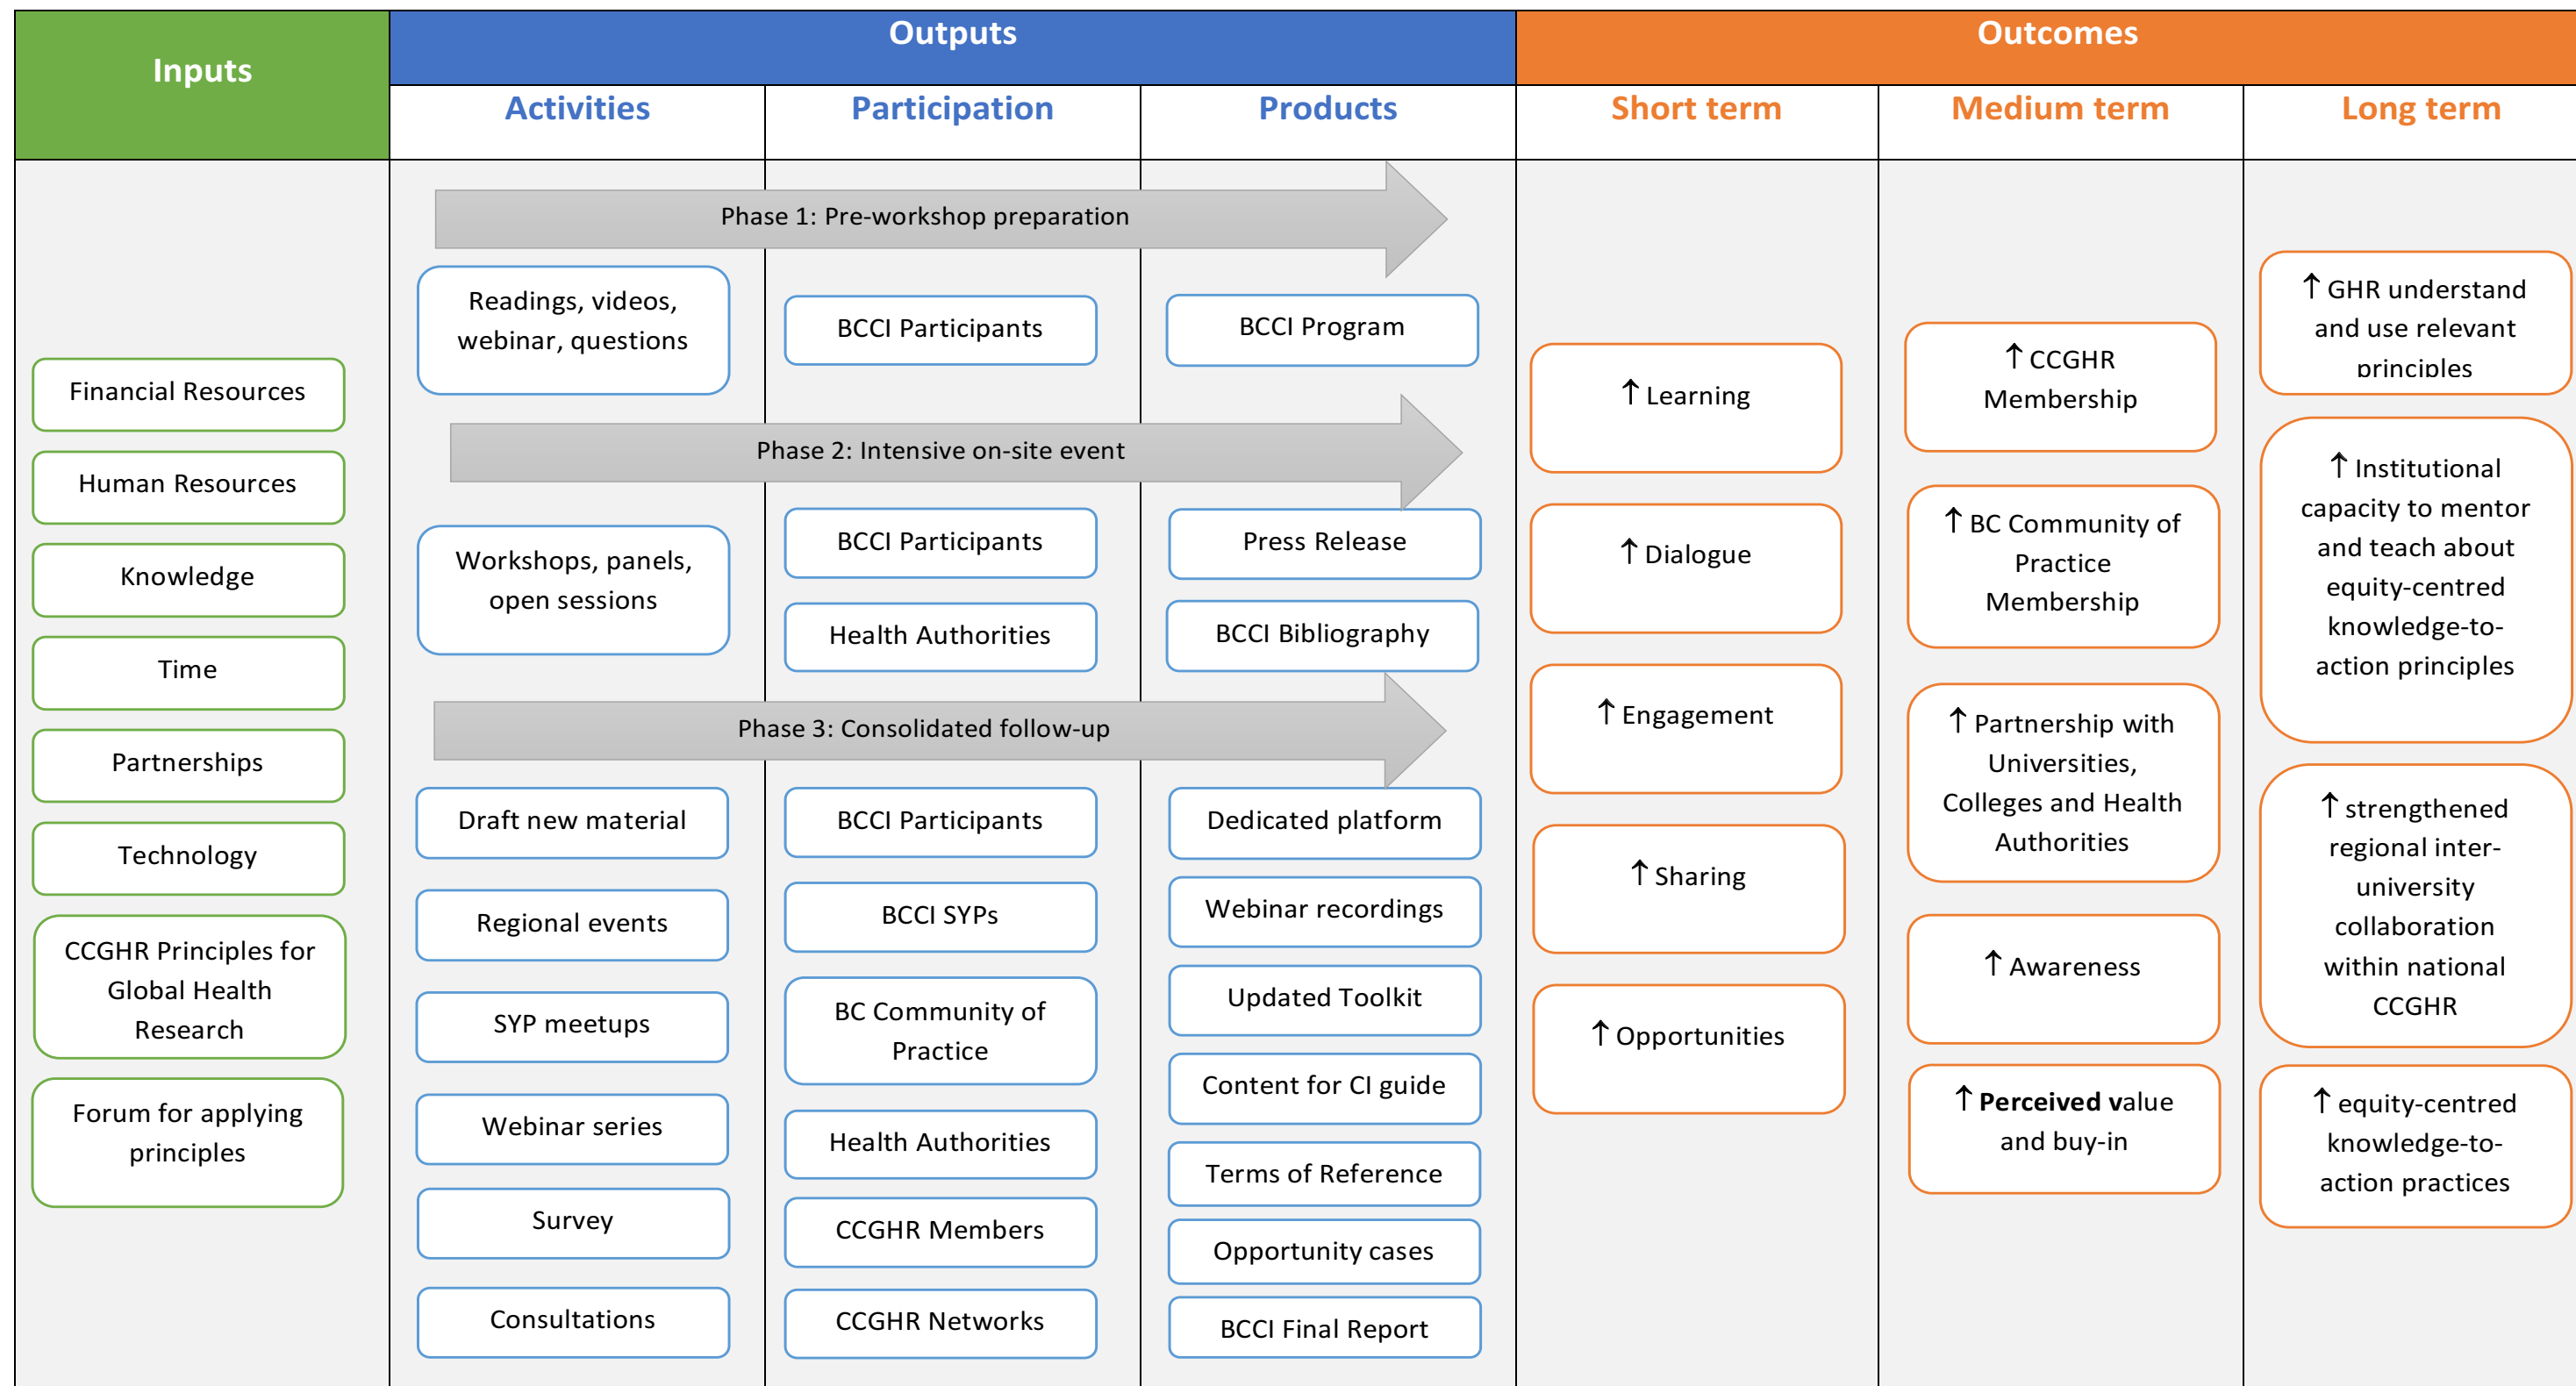 Inputs
Outputs
Outcomes
Activities
Participation
Products
Short term
Medium term
Long term
Financial Resources
Human Resources
Knowledge
Time
Partnerships
Technology
CCGHR Principles for
Global Health
Research
Forum for applying
principles
Phase 1: Pre-workshop preparation
Readings, videos,
webinar, questions
BCCI Participants
BCCI Program
Phase 2: Intensive on-site event
Workshops, panels,
open sessions
BCCI Participants
Health Authorities
Press Release
BCCI Bibliography
Phase 3: Consolidated follow-up
Draft new material
Regional events
SYP meetups
Webinar series
Survey
Consultations
BCCI Participants
BCCI SYPs
BC Community of
Practice
Health Authorities
CCGHR Members
CCGHR Networks
Dedicated platform
Webinar recordings
Updated Toolkit
Content for CI guide
Terms of Reference
Opportunity cases
BCCI Final Report
↑ Learning
↑ Dialogue
↑ Engagement
↑ Sharing
↑ Opportunities
↑ CCGHR
Membership
↑ BC Community of
Practice
Membership
↑ Partnership with
Universities,
Colleges and Health
Authorities
↑ Awareness
↑ Perceived value
and buy-in
↑ GHR understand
and use relevant
principles
↑ Institutional
capacity to mentor
and teach about
equity-centred
knowledge-to-
action principles
↑ strengthened
regional inter-
university
collaboration
within national
CCGHR
↑ equity-centred
knowledge-to-
action practices